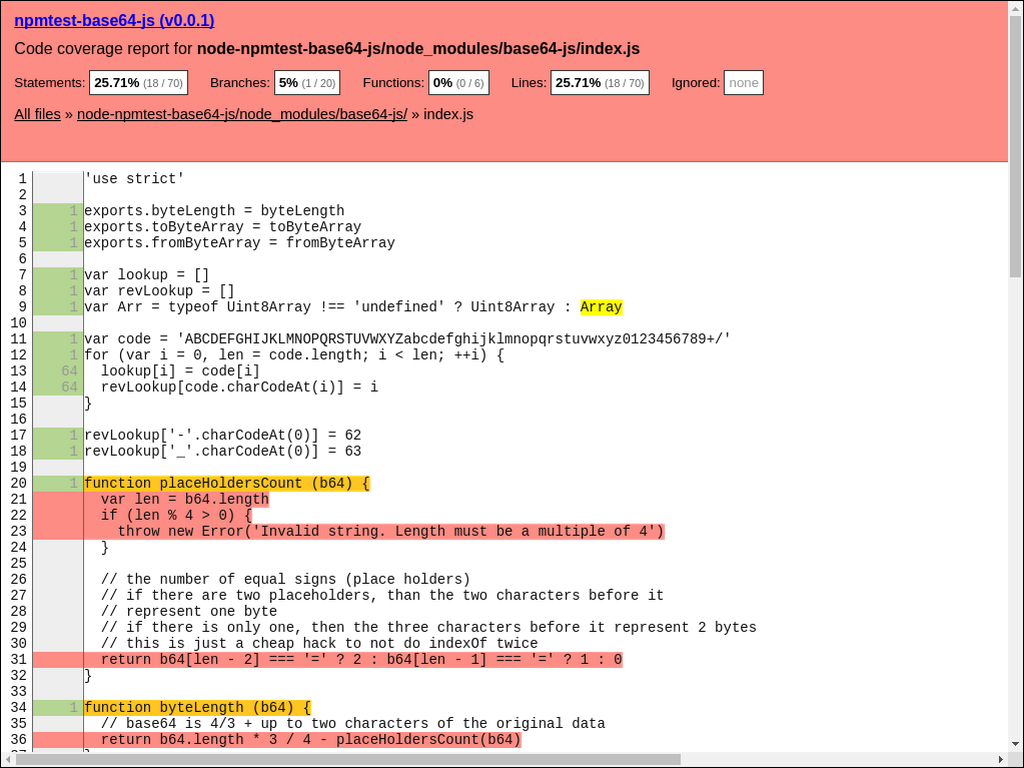 npmtest-base64-js (v0.0.1)
Code coverage report for node-npmtest-base64-js/node_modules/base64-js/index.js
Statements: 25.71% (18 / 70) Branches: 5% (1 / 20) Functions: 0% (0 / 6) Lines: 25.71% (18 / 70) Ignored: none
All files » node-npmtest-base64-js/node_modules/base64-js/ » index.js
1 'use strict'
2
3 1 exports.byteLength = byteLength
4 1 exports.toByteArray = toByteArray
5 1 exports.fromByteArray = fromByteArray
6
7 1 var lookup = []
8 1 var revLookup = []
9 1 var Arr = typeof Uint8Array !== 'undefined' ? Uint8Array : Array
10
11 1 var code = 'ABCDEFGHIJKLMNOPQRSTUVWXYZabcdefghijklmnopqrstuvwxyz0123456789+/'
12 1 for (var i = 0, len = code.length; i < len; ++i) {
13 64   lookup[i] = code[i]
14 64   revLookup[code.charCodeAt(i)] = i
15 }
16
17 1 revLookup['-'.charCodeAt(0)] = 62
18 1 revLookup['_'.charCodeAt(0)] = 63
19
20 1 function placeHoldersCount (b64) {
21   var len = b64.length
22   if (len % 4 > 0) {
23     throw new Error('Invalid string. Length must be a multiple of 4')
24   }
25
26   // the number of equal signs (place holders)
27   // if there are two placeholders, than the two characters before it
28   // represent one byte
29   // if there is only one, then the three characters before it represent 2 bytes
30   // this is just a cheap hack to not do indexOf twice
31   return b64[len - 2] === '=' ? 2 : b64[len - 1] === '=' ? 1 : 0
32 }
33
34 1 function byteLength (b64) {
35   // base64 is 4/3 + up to two characters of the original data
36   return b64.length * 3 / 4 - placeHoldersCount(b64)